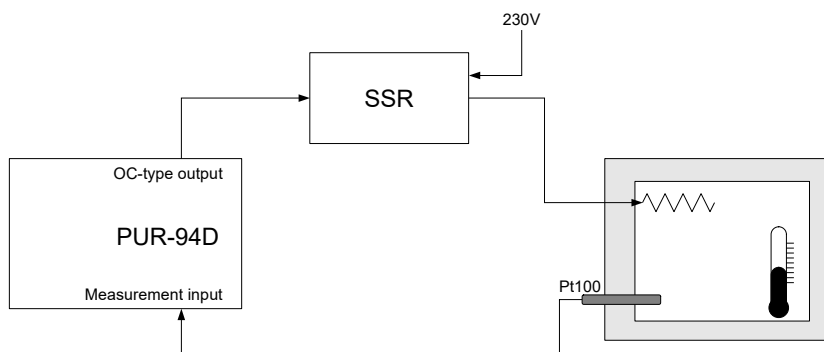 230V
SSR
OC-type output
PUR-94D
Measurement input
Pt100